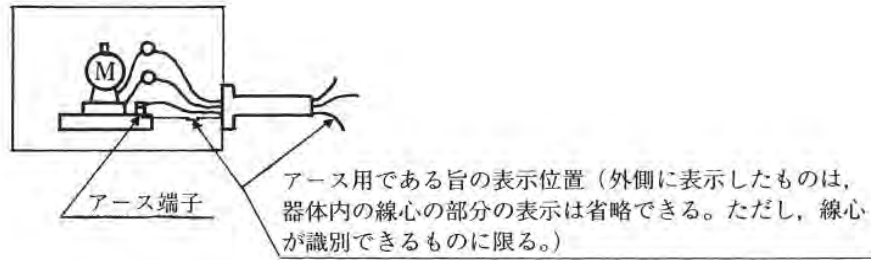 M
アース端子
アース用である旨の表示位置（外側に表示したものは，
器体内の線心の部分の表示は省略できる。ただし，線心
が識別できるものに限る。）